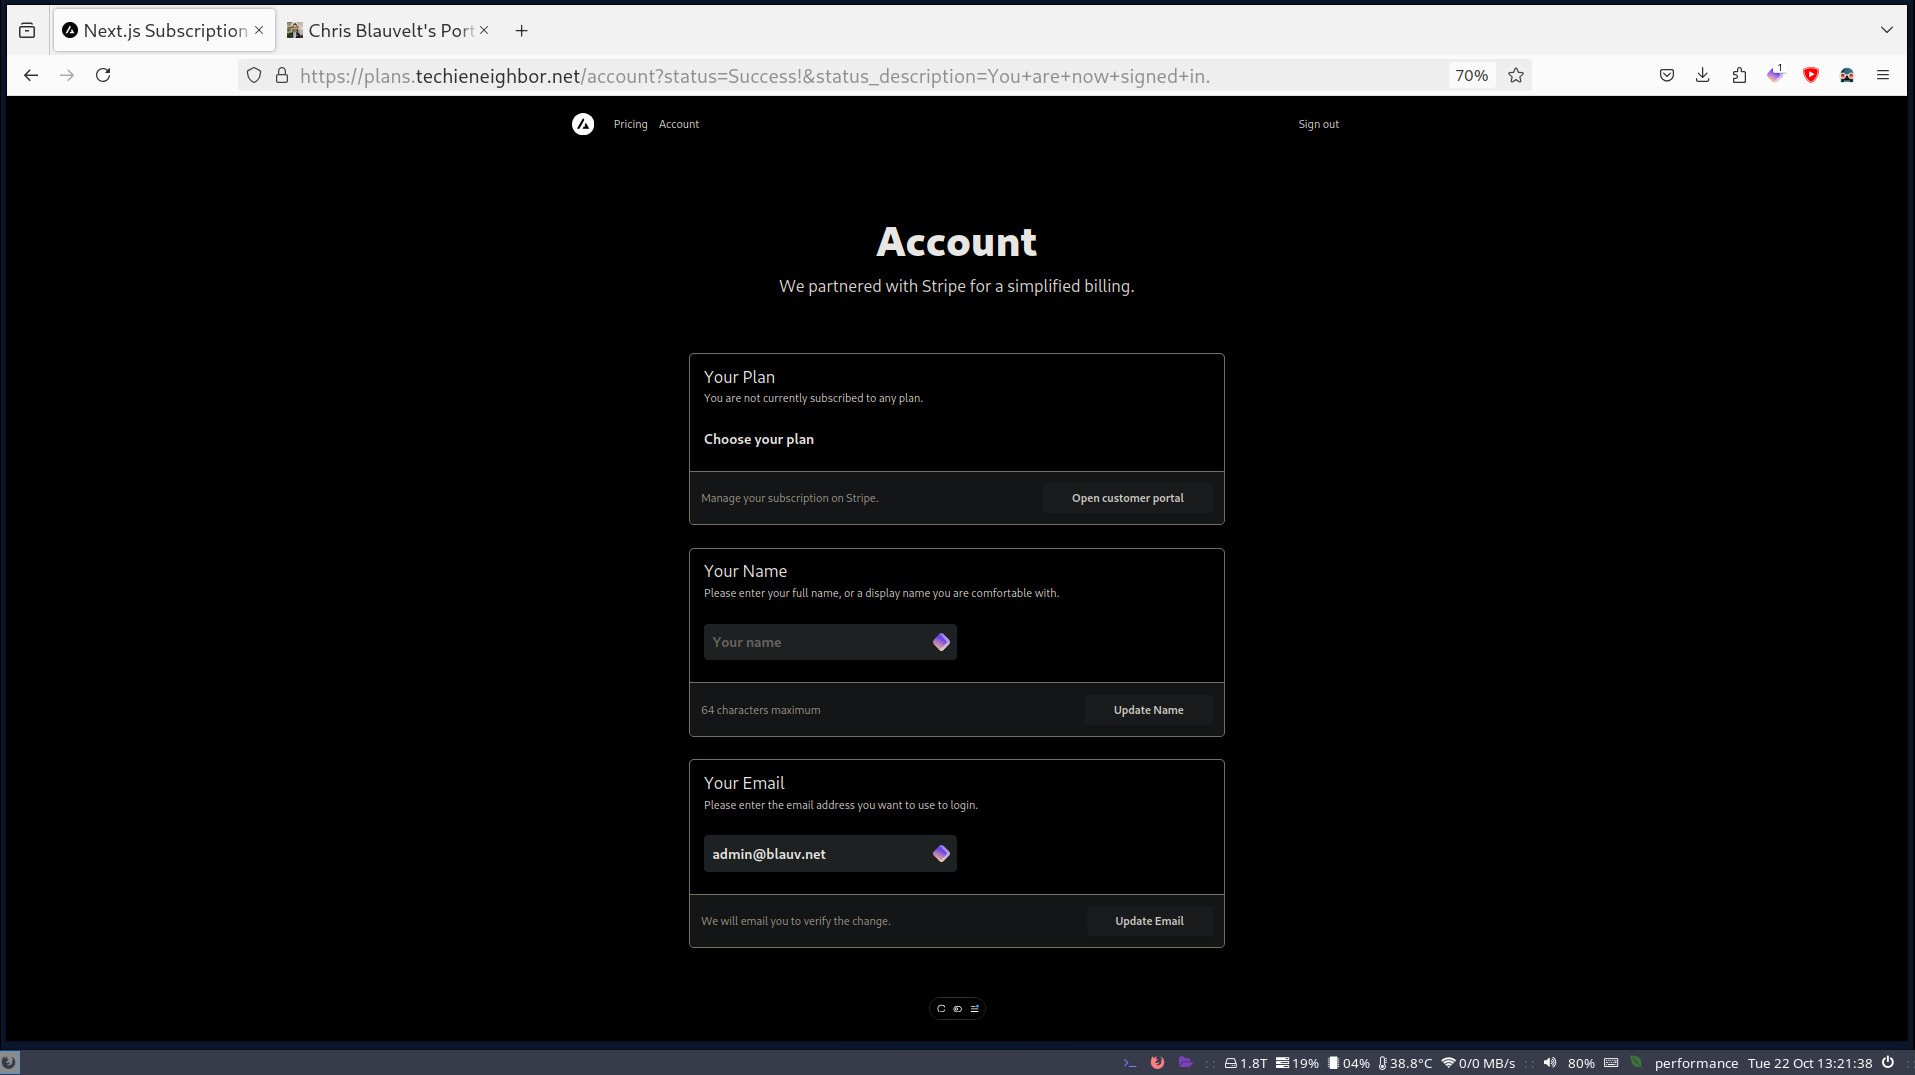 Next.js Subscription
Chris Blauvelt's Port
https://plans.techieneighbor.net/account?status=Success!&status_description=You+are+now+signed+in.
70%
1
Pricing
Account
Sign out
Account
We partnered with Stripe for a simplified billing.
Your Plan
You are not currently subscribed to any plan.
Choose your plan
Manage your subscription on Stripe.
Open customer portal
Your Name
Please enter your full name, or a display name you are comfortable with.
Your name
64 characters maximum
Update Name
Your Email
Please enter the email address you want to use to login.
admin@blauv.net
We will email you to verify the change.
Update Email
1.8T
19%
04%
38.8°C
0/0 MB/s
80%
performance
Tue 22 Oct 13:21:38